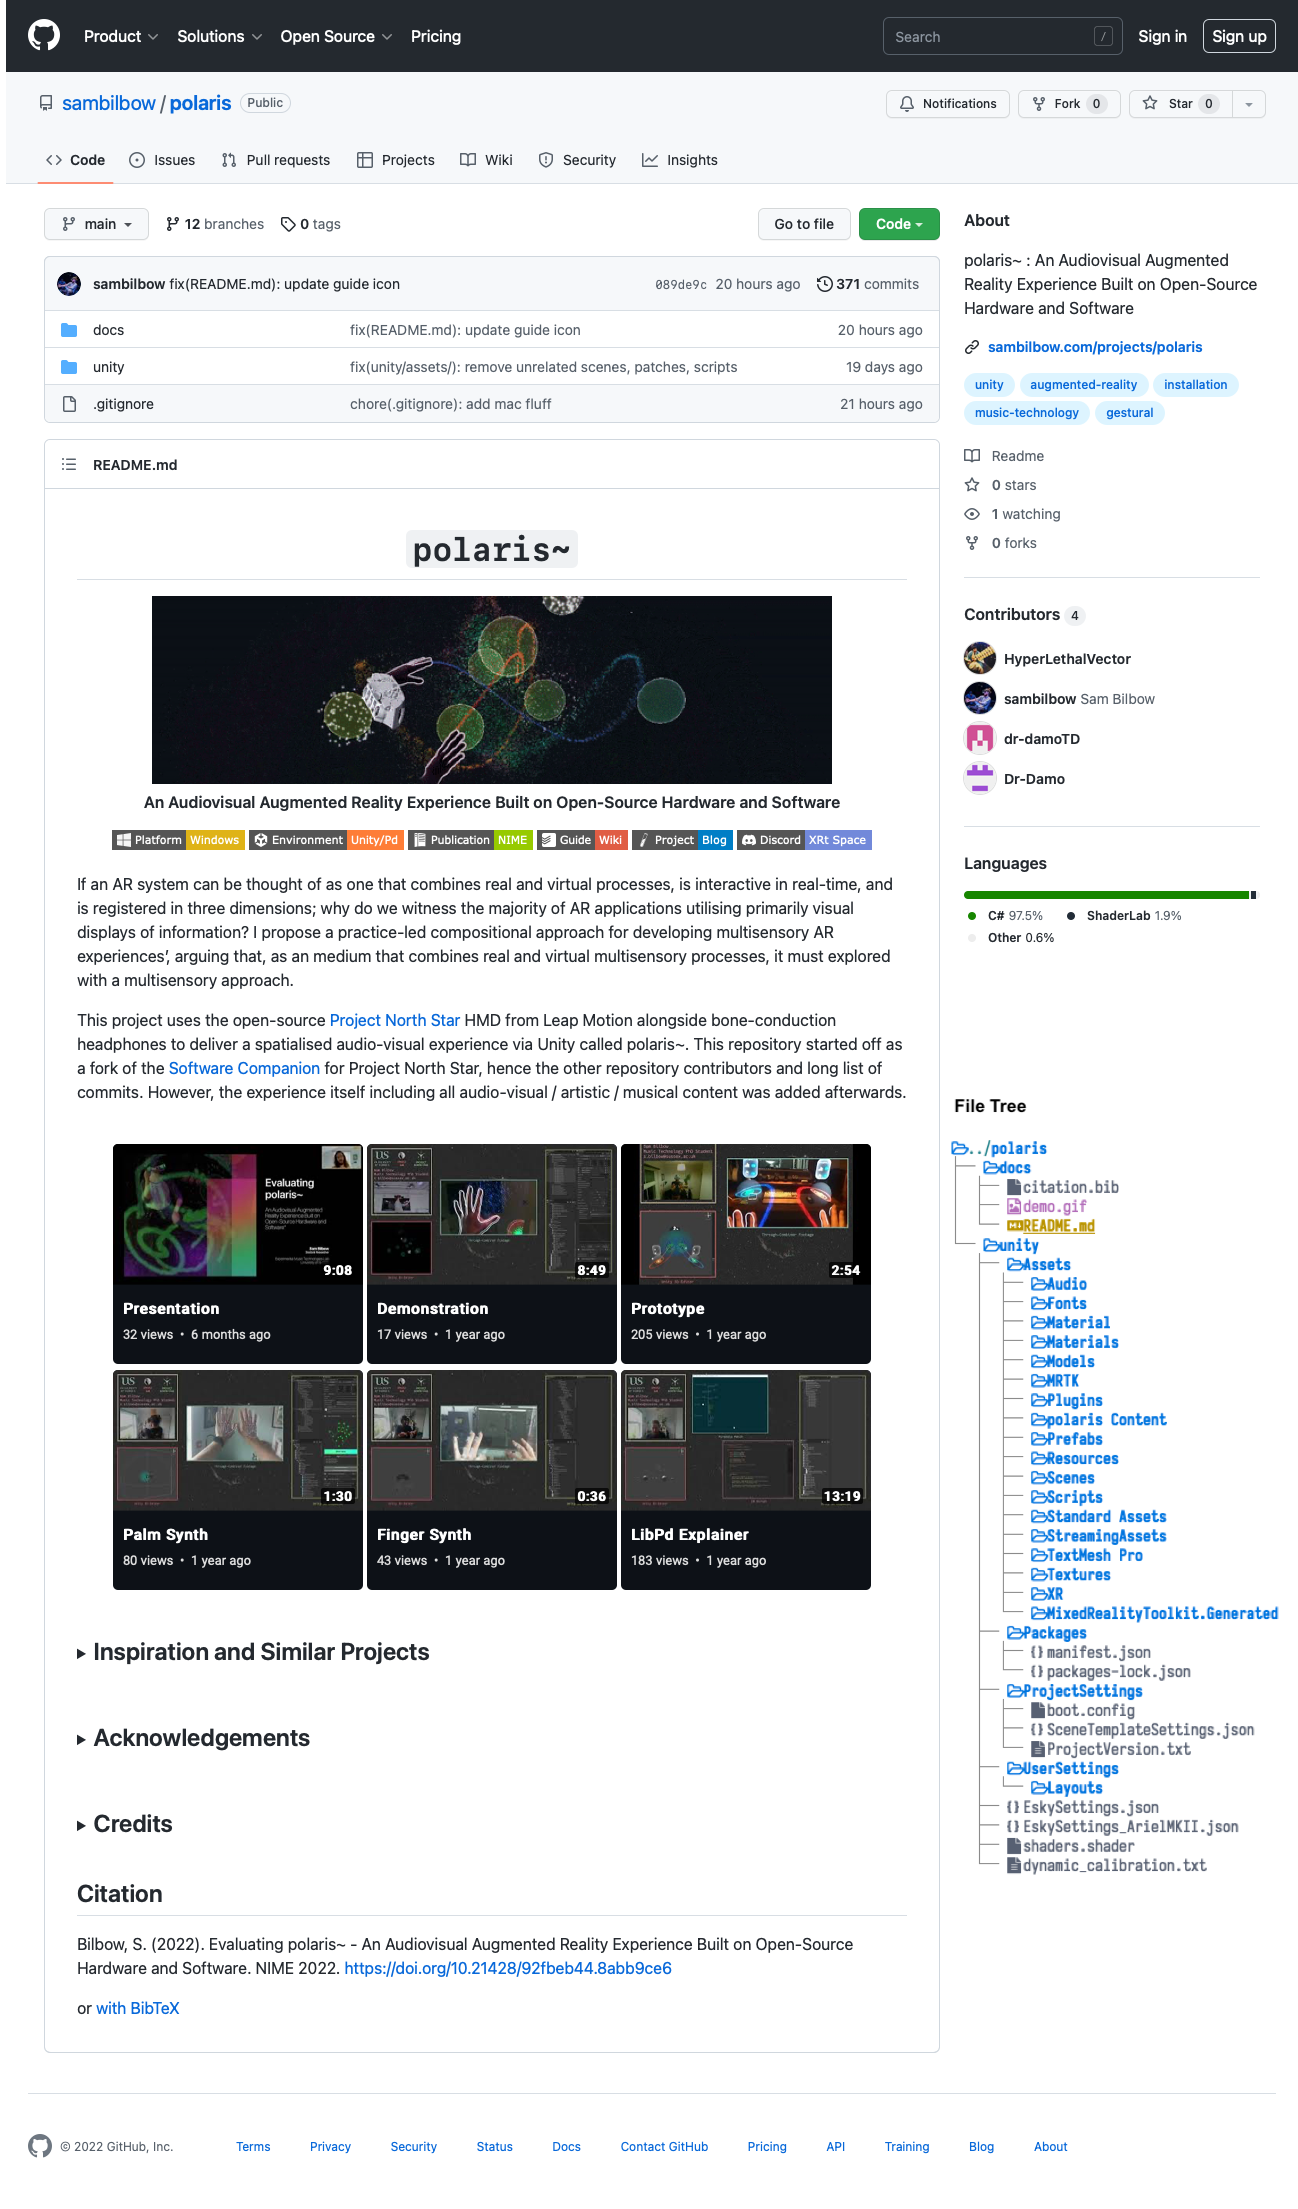 Product Solutions Open Source Pricing Search / Sign in Sign up
sambilbow / polaris Public Notifications Fork 0 Star 0
Code Issues Pull requests Projects Wiki Security Insights
main 12 branches 0 tags Go to file Code
sambilbow fix(README.md): update guide icon 089de9c 20 hours ago 371 commits
docs fix(README.md): update guide icon 20 hours ago
unity fix(unity/assets/): remove unrelated scenes, patches, scripts 19 days ago
.gitignore chore(.gitignore): add mac fluff 21 hours ago
README.md
polaris~
An Audiovisual Augmented Reality Experience Built on Open-Source Hardware and Software
Platform Windows Environment Unity/Pd Publication NIME Guide Wiki Project Blog Discord XRt Space
If an AR system can be thought of as one that combines real and virtual processes, is interactive in real-time, and
is registered in three dimensions; why do we witness the majority of AR applications utilising primarily visual
displays of information? I propose a practice-led compositional approach for developing multisensory AR
experiences’, arguing that, as an medium that combines real and virtual multisensory processes, it must explored
with a multisensory approach.
This project uses the open-source Project North Star HMD from Leap Motion alongside bone-conduction
headphones to deliver a spatialised audio-visual experience via Unity called polaris~. This repository started off as
a fork of the Software Companion for Project North Star, hence the other repository contributors and long list of
commits. However, the experience itself including all audio-visual / artistic / musical content was added afterwards.
Evaluating
polaris~
An Audiovisual Augmented
Reality Experience Built on
Open-Source Hardware and
Software
9:08
Presentation
32 views • 6 months ago
US
8:49
Demonstration
17 views • 1 year ago
2:54
Prototype
205 views • 1 year ago
US
1:30
Palm Synth
80 views • 1 year ago
US
0:36
Finger Synth
43 views • 1 year ago
US
13:19
LibPd Explainer
183 views • 1 year ago
Inspiration and Similar Projects
Acknowledgements
Credits
Citation
Bilbow, S. (2022). Evaluating polaris~ - An Audiovisual Augmented Reality Experience Built on Open-Source
Hardware and Software. NIME 2022. https://doi.org/10.21428/92fbeb44.8abb9ce6
or with BibTeX
About
polaris~ : An Audiovisual Augmented
Reality Experience Built on Open-Source
Hardware and Software
sambilbow.com/projects/polaris
unity augmented-reality installation
music-technology gestural
Readme
0 stars
1 watching
0 forks
Contributors 4
HyperLethalVector
sambilbow Sam Bilbow
dr-damoTD
Dr-Damo
Languages
C# 97.5% ShaderLab 1.9%
Other 0.6%
File Tree
../polaris
docs
citation.bib
demo.gif
README.md
unity
Assets
Audio
Fonts
Material
Materials
Models
MRTK
Plugins
polaris Content
Prefabs
Resources
Scenes
Scripts
Standard Assets
StreamingAssets
TextMesh Pro
Textures
XR
MixedRealityToolkit.Generated
Packages
{} manifest.json
{} packages-lock.json
ProjectSettings
boot.config
{} SceneTemplateSettings.json
ProjectVersion.txt
UserSettings
Layouts
{} EskySettings.json
{} EskySettings_ArielMKII.json
shaders.shader
dynamic_calibration.txt
© 2022 GitHub, Inc. Terms Privacy Security Status Docs Contact GitHub Pricing API Training Blog About